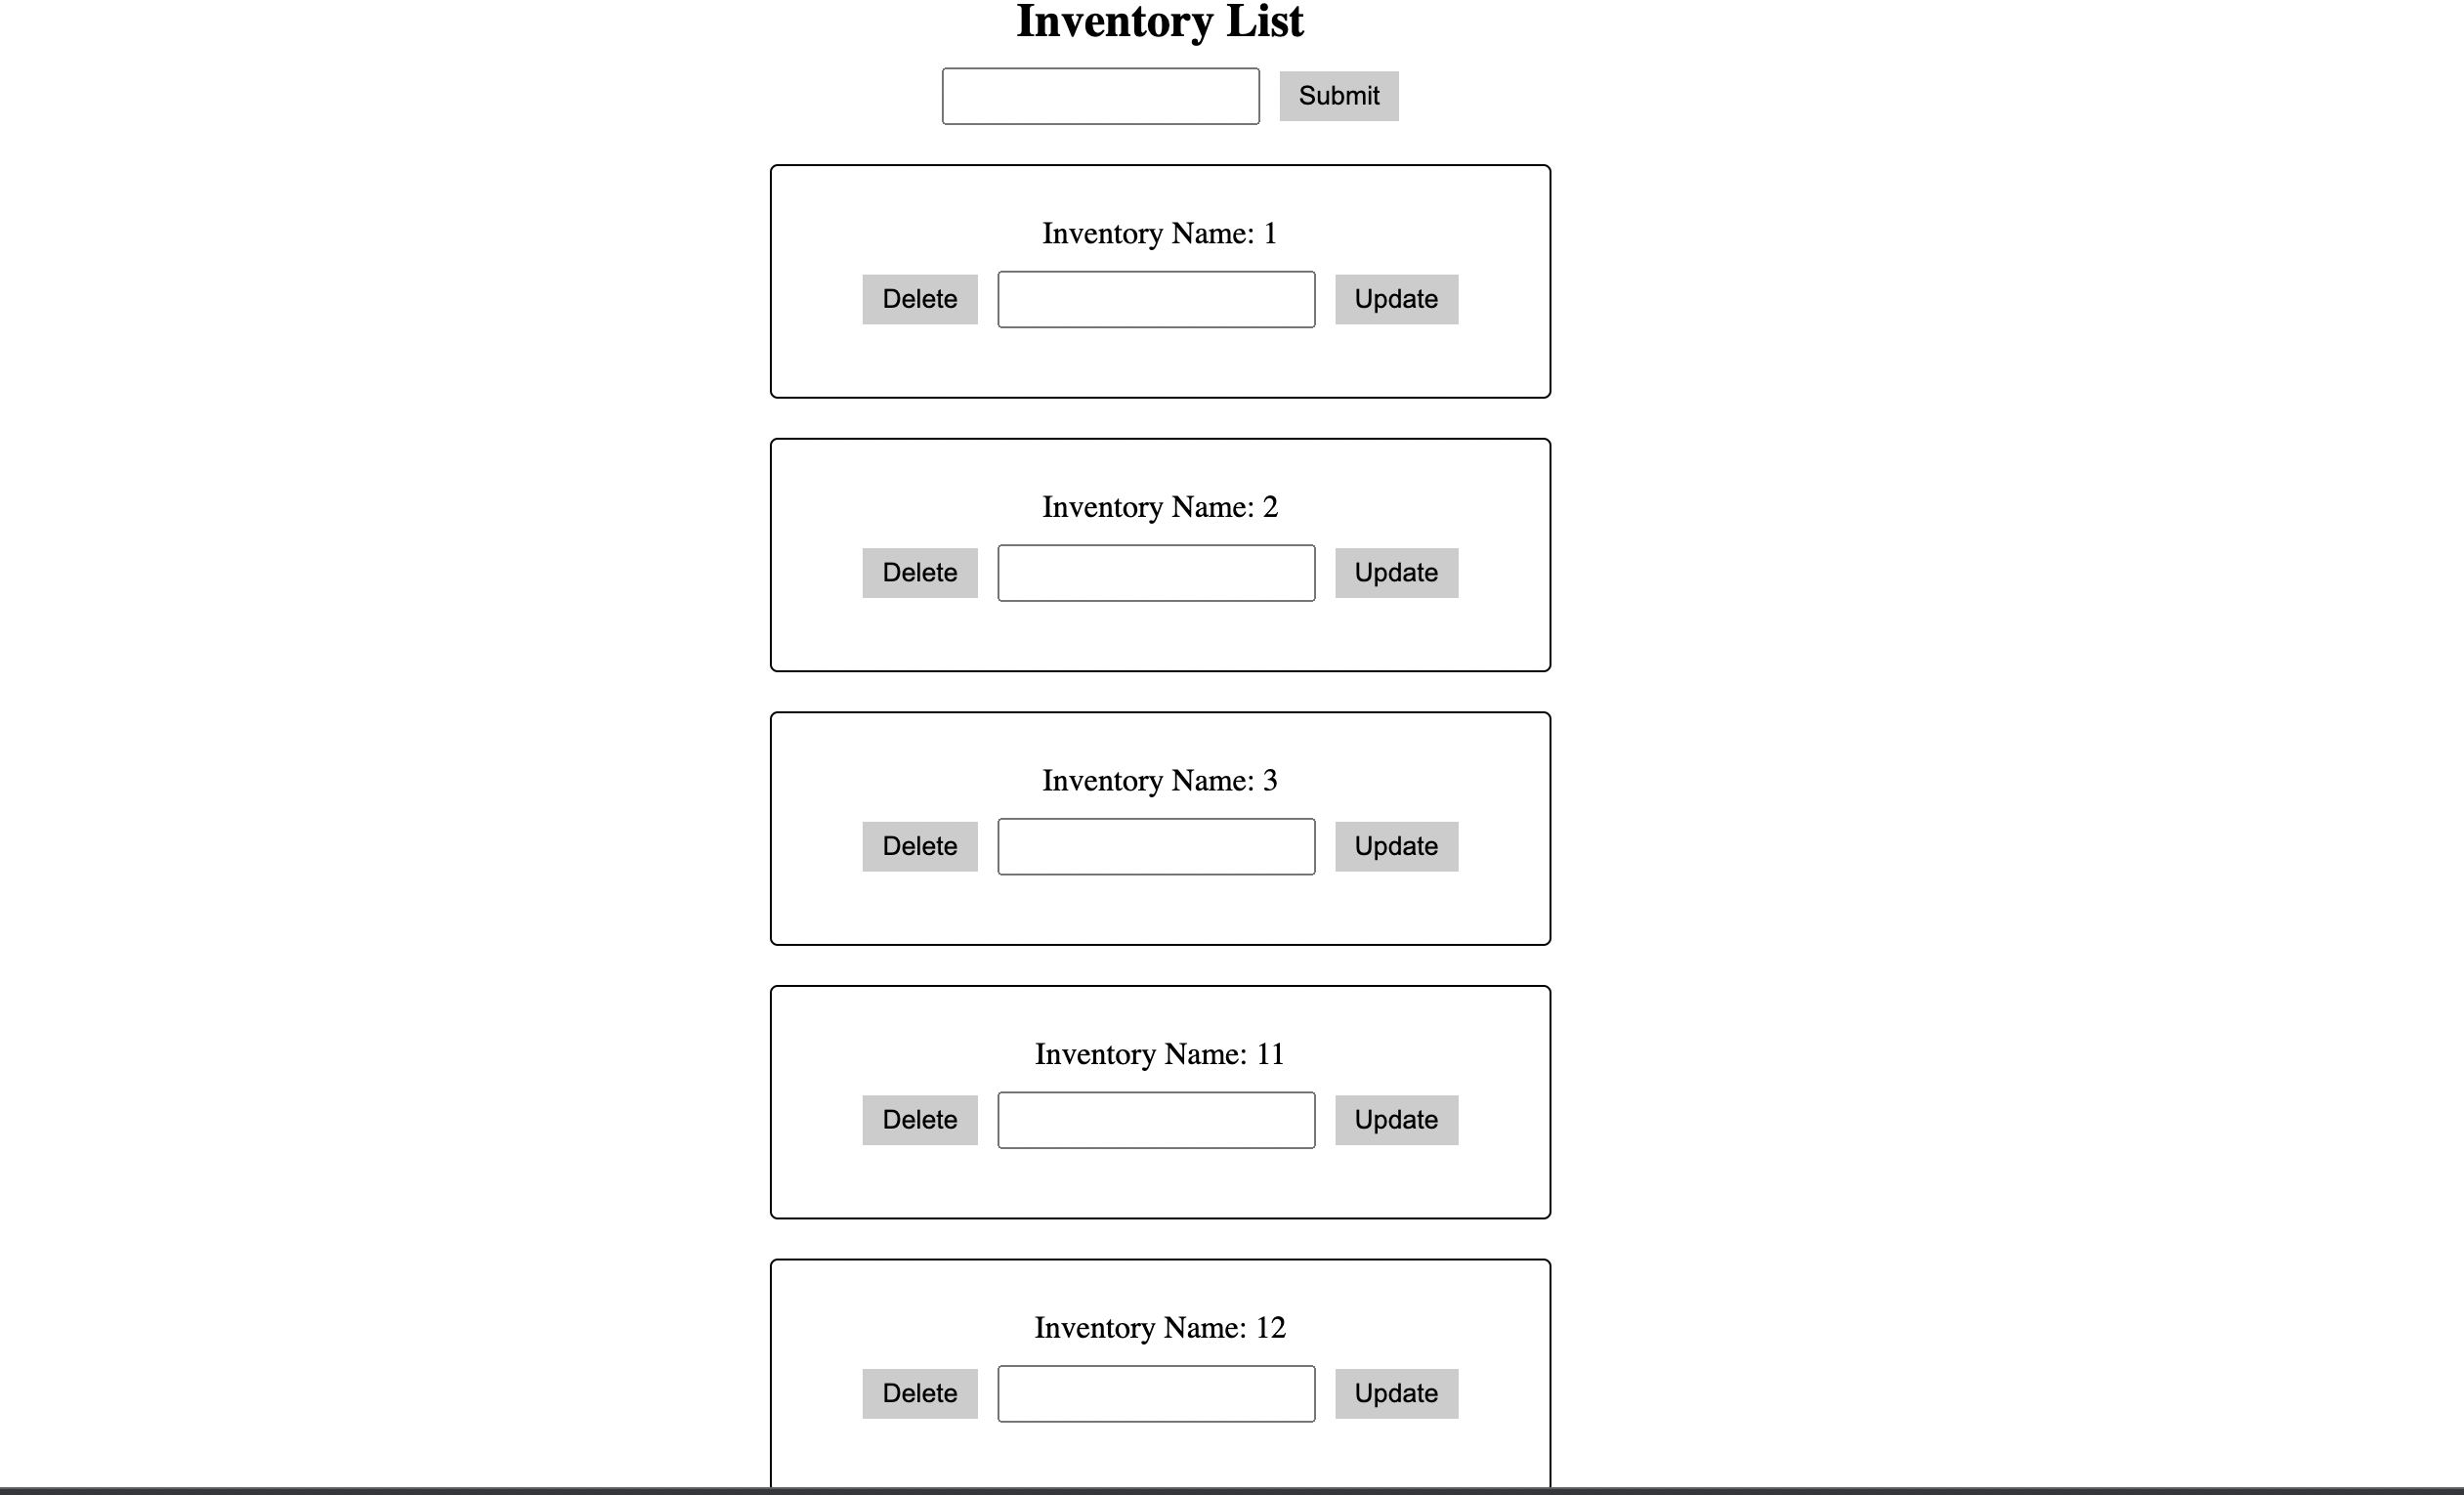 Inventory List
Submit
Inventory Name: 1
Delete Update
Inventory Name: 2
Delete Update
Inventory Name: 3
Delete Update
Inventory Name: 11
Delete Update
Inventory Name: 12
Delete Update